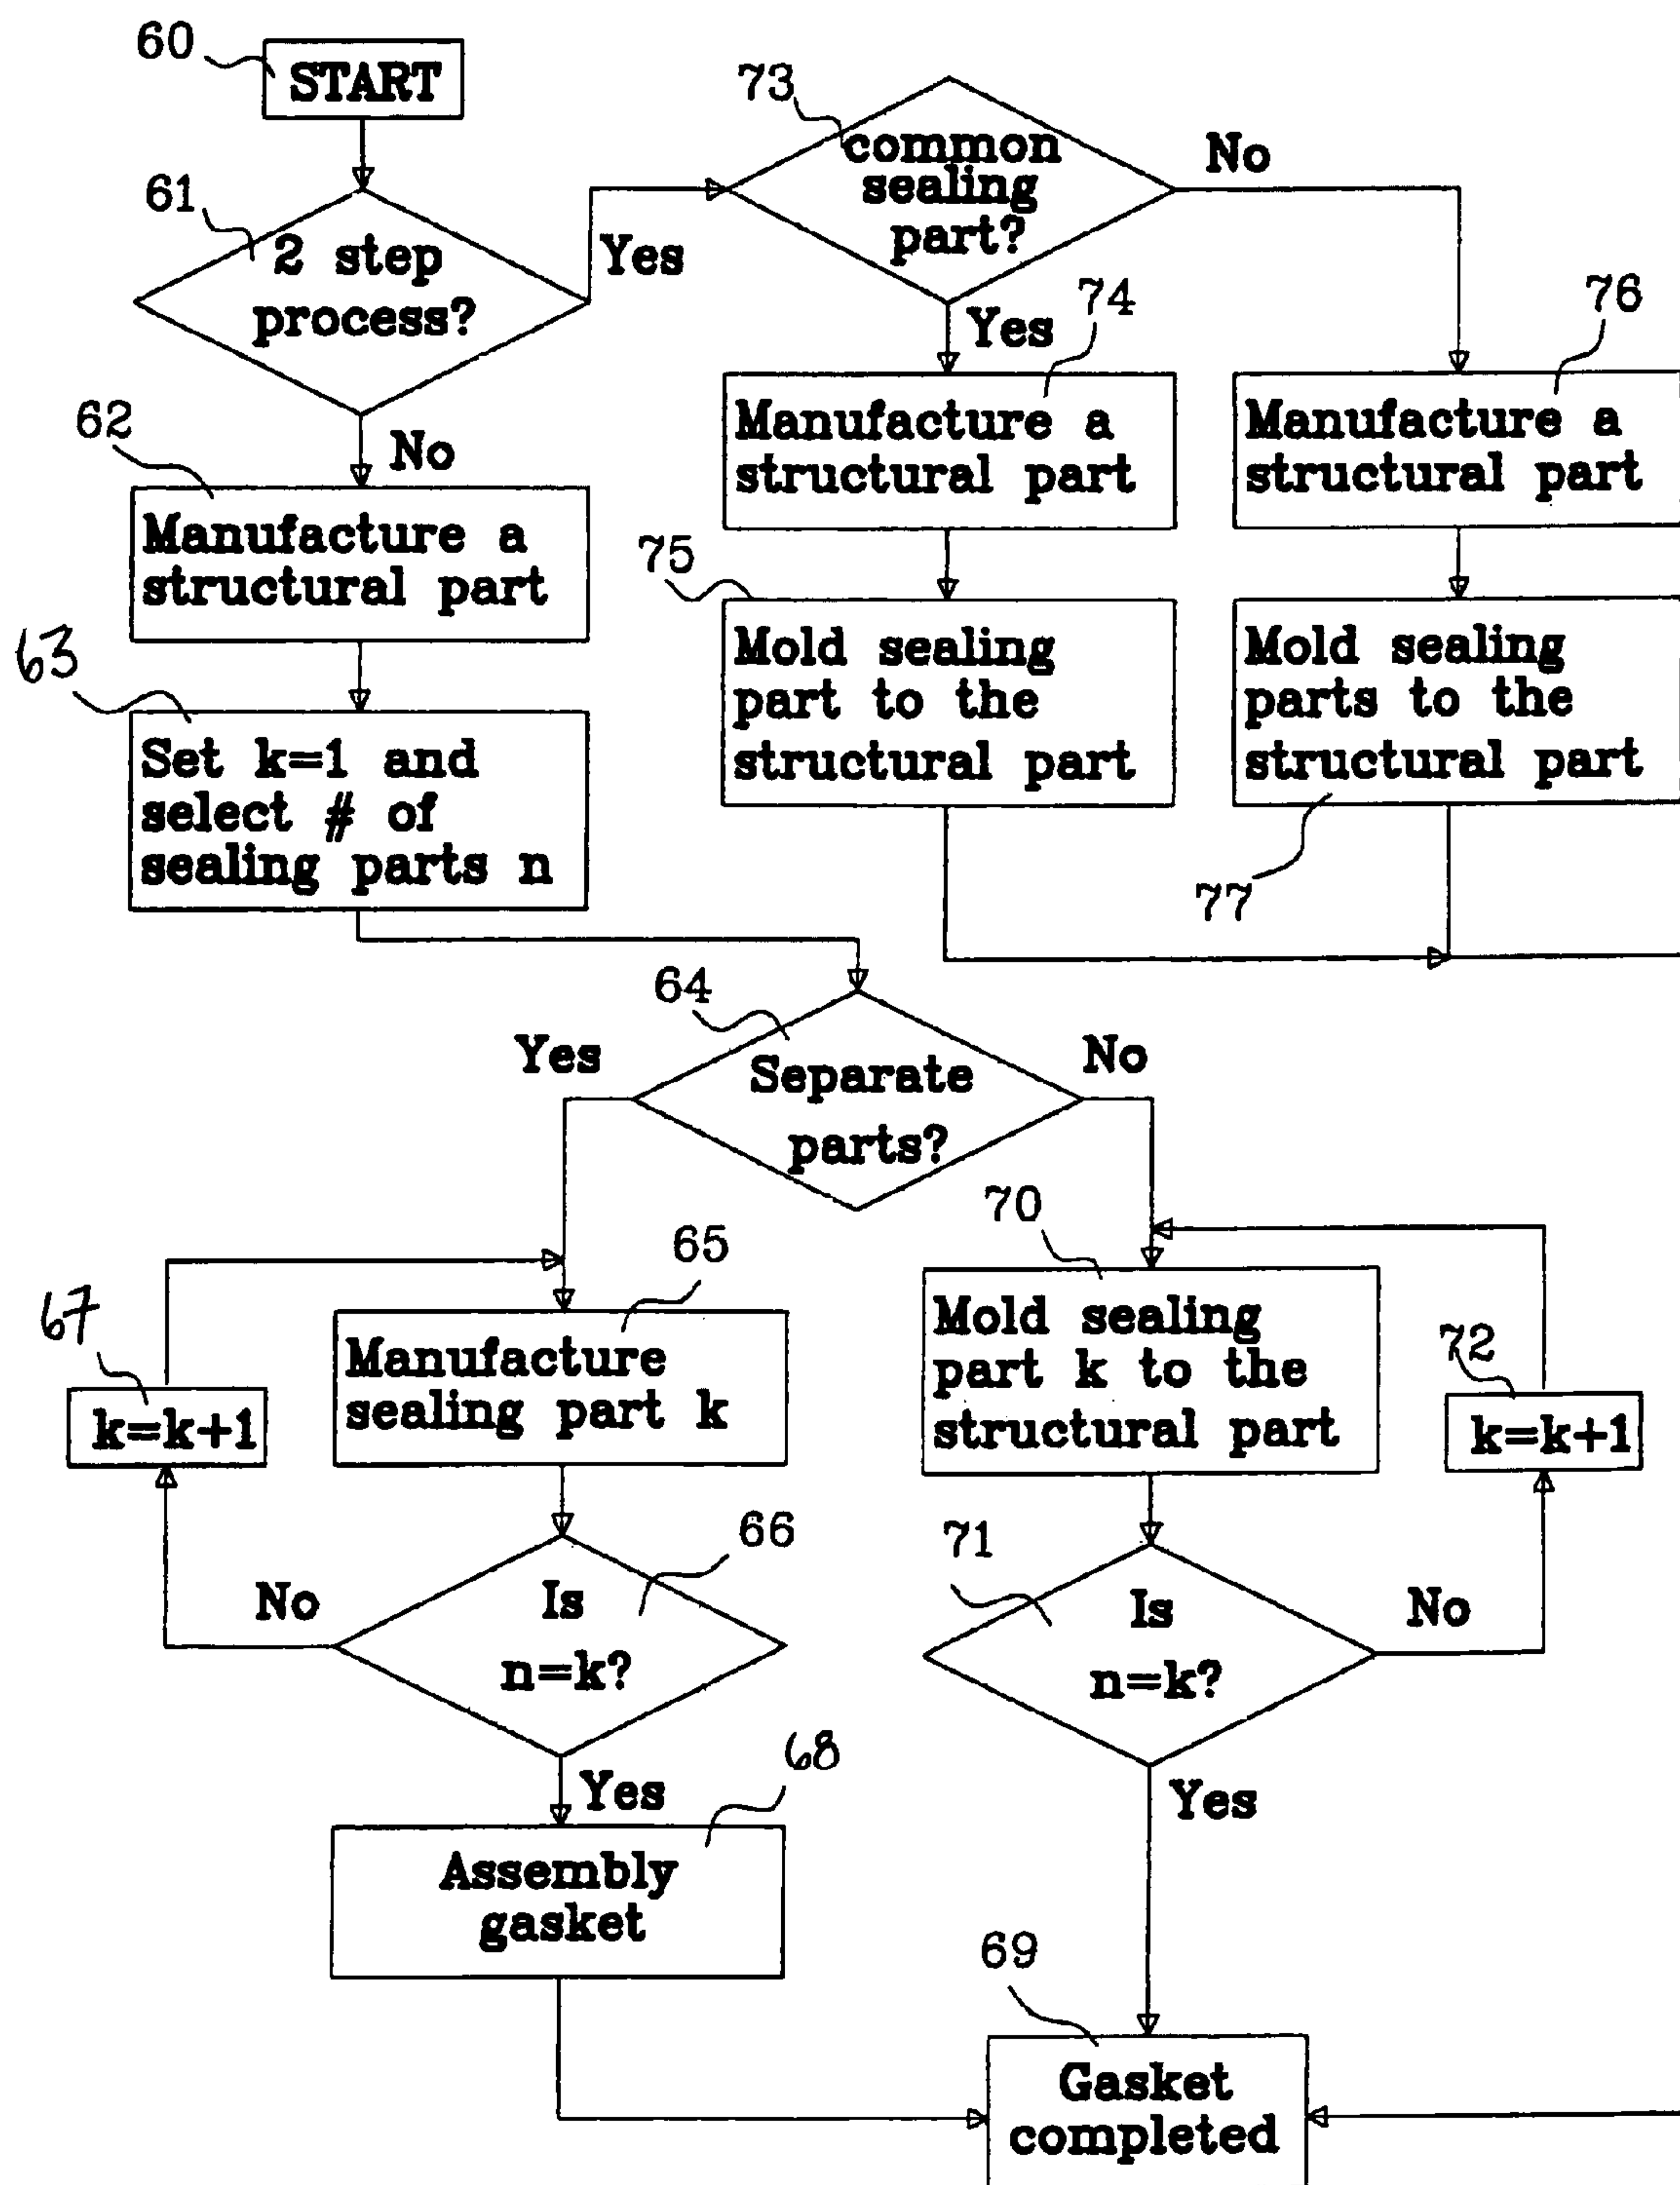 60
START
61
2 step
process?
Yes
No
62
Manufacture a
structural part
63
Set k=1 and
select # of
sealing parts n
73
common
sealing
part?
No
Yes
74
Manufacture a
structural part
75
Mold sealing
part to the
structural part
76
Manufacture a
structural part
Mold sealing
parts to the
structural part
77
64
Separate
parts?
Yes
No
65
Manufacture
sealing part k
67
k=k+1
66
Is
n=k?
No
Yes
68
Assembly
gasket
70
Mold sealing
part k to the
structural part
72
k=k+1
71
Is
n=k?
No
Yes
69
Gasket
completed